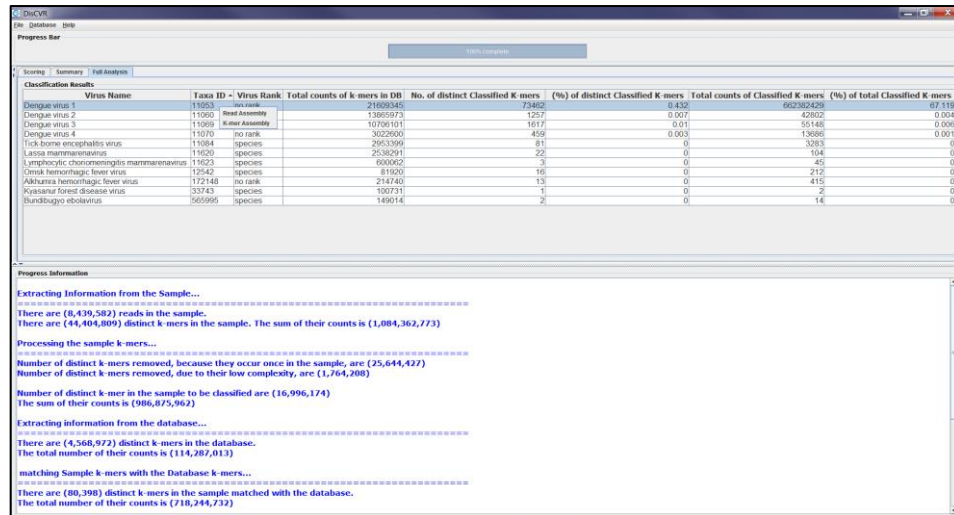 DisCVR
File Database Help
Progress Bar
100% complete
Scoring Summary Full Analysis
Classification Results
Virus Name Taxa ID Virus Rank Total counts of k-mers in DB No. of distinct Classified K-mers (%) of distinct Classified K-mers Total counts of Classified K-mers (%) of total Classified K-mers
Dengue virus 1 11053 no rank 21609345 73462 0.432 662382429 67.119
Dengue virus 2 11060 13865973 1257 0.007 42802 0.004
Read Assembly
Dengue virus 3 11069 10706101 1617 0.01 55148 0.006
K-mer Assembly
Dengue virus 4 11070 no rank 3022600 459 0.003 13686 0.001
Tick-borne encephalitis virus 11084 species 2953399 81 0 3283 0
Lassa mammarenavirus 11620 species 2538291 22 0 104 0
Lymphocytic choriomeningitis mammarenavirus 11623 species 600062 3 0 45 0
Omsk hemorrhagic fever virus 12542 species 81920 16 0 212 0
Alkhumra hemorrhagic fever virus 172148 no rank 214740 13 0 415 0
Kyasanur forest disease virus 33743 species 100731 1 0 2 0
Bundibugyo ebolavirus 565995 species 149014 2 0 14 0
Progress Information
Extracting Information from the Sample...
There are (8,439,582) reads in the sample.
There are (44,404,809) distinct k-mers in the sample. The sum of their counts is (1,084,362,773)
Processing the sample k-mers...
Number of distinct k-mers removed, because they occur once in the sample, are (25,644,427)
Number of distinct k-mers removed, due to their low complexity, are (1,764,208)
Number of distinct k-mer in the sample to be classified are (16,996,174)
The sum of their counts is (986,875,962)
Extracting information from the database...
There are (4,568,972) distinct k-mers in the database.
The total number of their counts is (114,287,013)
matching Sample k-mers with the Database k-mers...
There are (80,398) distinct k-mers in the sample matched with the database.
The total number of their counts is (718,244,732)